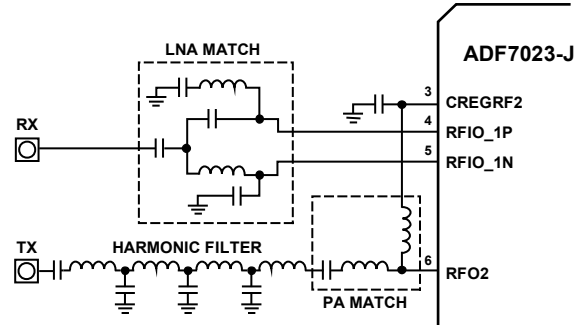 LNA MATCH
ADF7023-J
3
CREGRF2
RX
4
RFIO_1P
5
RFIO_1N
TX
HARMONIC FILTER
6
RFO2
PA MATCH